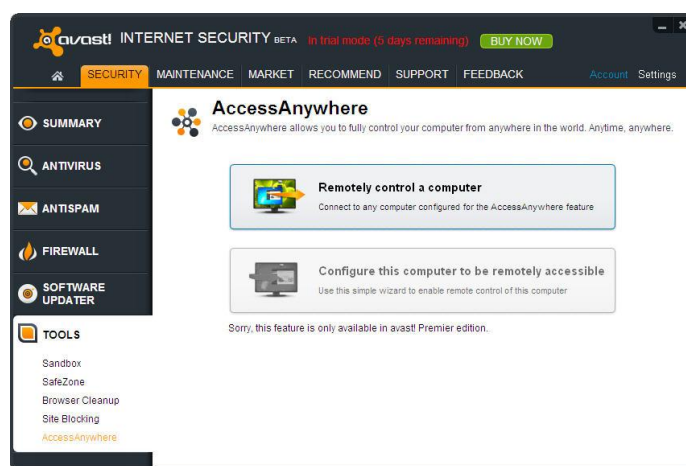 avast! INTERNET SECURITY BETA In trial mode (5 days remaining) BUY NOW
SECURITY MAINTENANCE MARKET RECOMMEND SUPPORT FEEDBACK Account Settings
SUMMARY
ANTIVIRUS
ANTISPAM
FIREWALL
SOFTWARE
UPDATER
TOOLS
Sandbox
SafeZone
Browser Cleanup
Site Blocking
AccessAnywhere
AccessAnywhere
AccessAnywhere allows you to fully control your computer from anywhere in the world. Anytime, anywhere.
Remotely control a computer
Connect to any computer configured for the AccessAnywhere feature
Configure this computer to be remotely accessible
Use this simple wizard to enable remote control of this computer
Sorry, this feature is only available in avast! Premier edition.